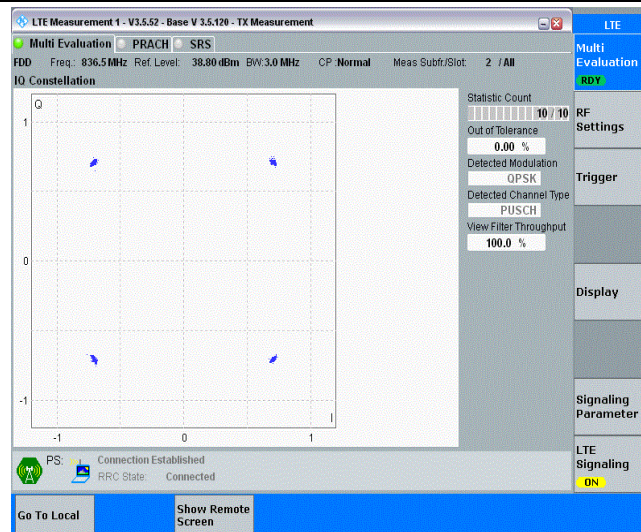 LTE Measurement 1 - V3.5.52 - Base V 3.5.120 - TX Measurement
LTE
Multi Evaluation PRACH SRS
Multi
Evaluation
RDY
FDD Freq.: 836.5 MHz Ref. Level: 38.80 dBm BW:3.0 MHz CP :Normal Meas Subfr./Slot: 2 / All
IQ Constellation
Q
1
0
-1
-1
0
1
I
Statistic Count
10 / 10
Out of Tolerance
0.00 %
Detected Modulation
QPSK
Detected Channel Type
PUSCH
View Filter Throughput
100.0 %
RF
Settings
Trigger
Display
Signaling
Parameter
LTE
Signaling
ON
PS: Connection Established
RRC State: Connected
Go To Local
Show Remote
Screen